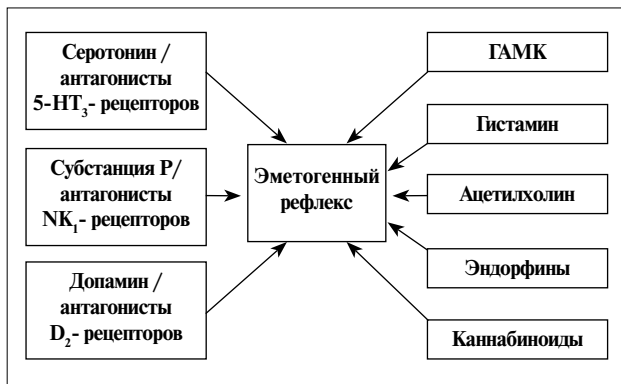 Серотонин /
антагонисты
5-HT₃- рецепторов
Субстанция P/
антагонисты
NK₁- рецепторов
Допамин /
антагонисты
D₂- рецепторов
Эметогенный
рефлекс
ГАМК
Гистамин
Ацетилхолин
Эндорфины
Каннабиноиды